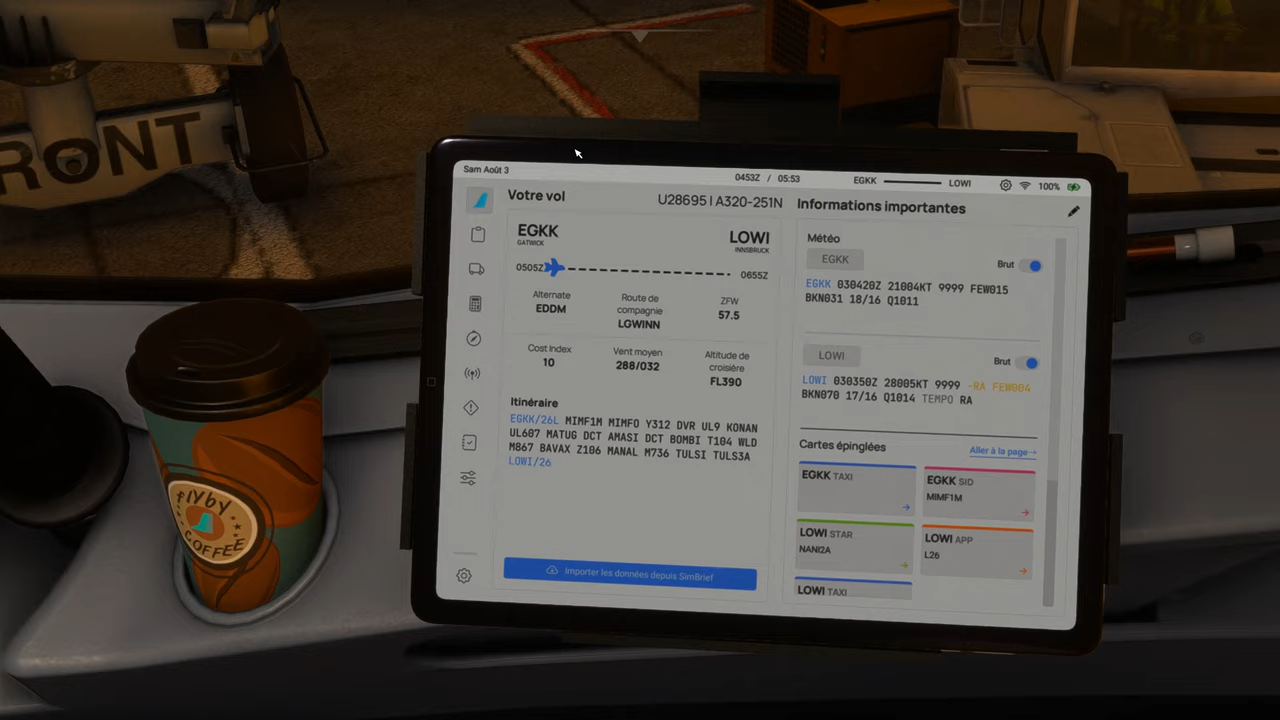 RONT
Sam Août 3
0453Z / 05:53
EGKK LOWI
100%
Votre vol
U28695 | A320-251N
EGKK
GATWICK
LOWI
INNSBRUCK
0505Z
0655Z
Alternate
EDDM
Route de
compagnie
LGWINN
ZFW
57.5
Cost Index
10
Vent moyen
288/032
Altitude de
croisière
FL390
Itinéraire
EGKK/26L MIMF1M MIMFO Y312 DVR UL9 KONAN
UL607 MATUG DCT AMASI DCT BOMBI T104 WLD
M867 BAVAX Z106 MANAL M736 TULSI TULS3A
LOWI/26
Importer les données depuis SimBrief
Informations importantes
Météo
EGKK
Brut
EGKK 030420Z 21004KT 9999 FEW015
BKN031 18/16 Q1011
LOWI
Brut
LOWI 030350Z 28005KT 9999 -RA FEW004
BKN070 17/16 Q1014 TEMPO RA
Cartes épinglées
Aller à la page
EGKK TAXI
EGKK SID
MIMF1M
LOWI STAR
NANI2A
LOWI APP
L26
LOWI TAXI
flyby
COFFEE